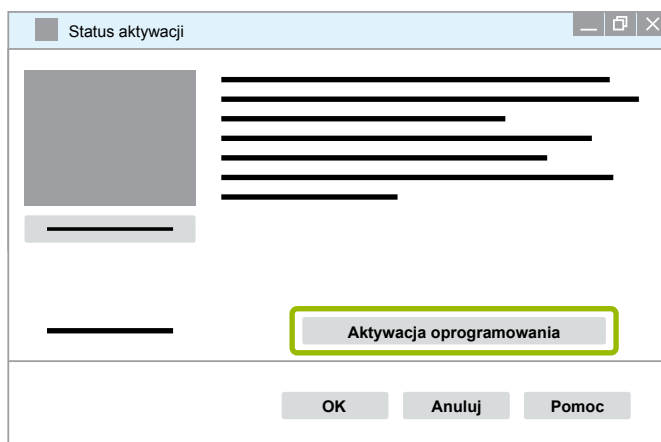 Status aktywacji
Aktywacja oprogramowania
OK Anuluj Pomoc